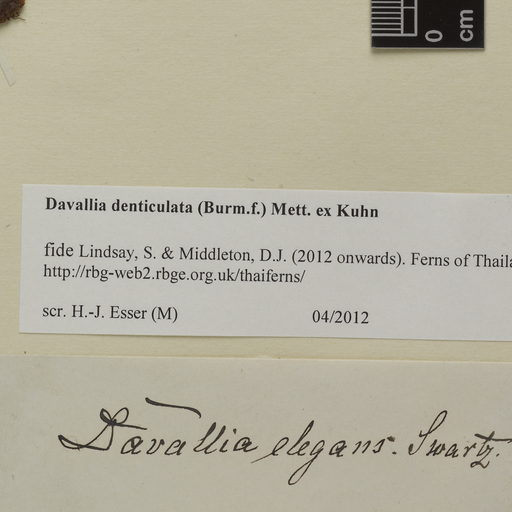 0
cm
Davallia denticulata (Burm.f.) Mett. ex Kuhn
fide Lindsay, S. & Middleton, D.J. (2012 onwards). Ferns of Thaila
http://rbg-web2.rbge.org.uk/thaiferns/
scr. H.-J. Esser (M) 04/2012
Davallia elegans. Swartz.